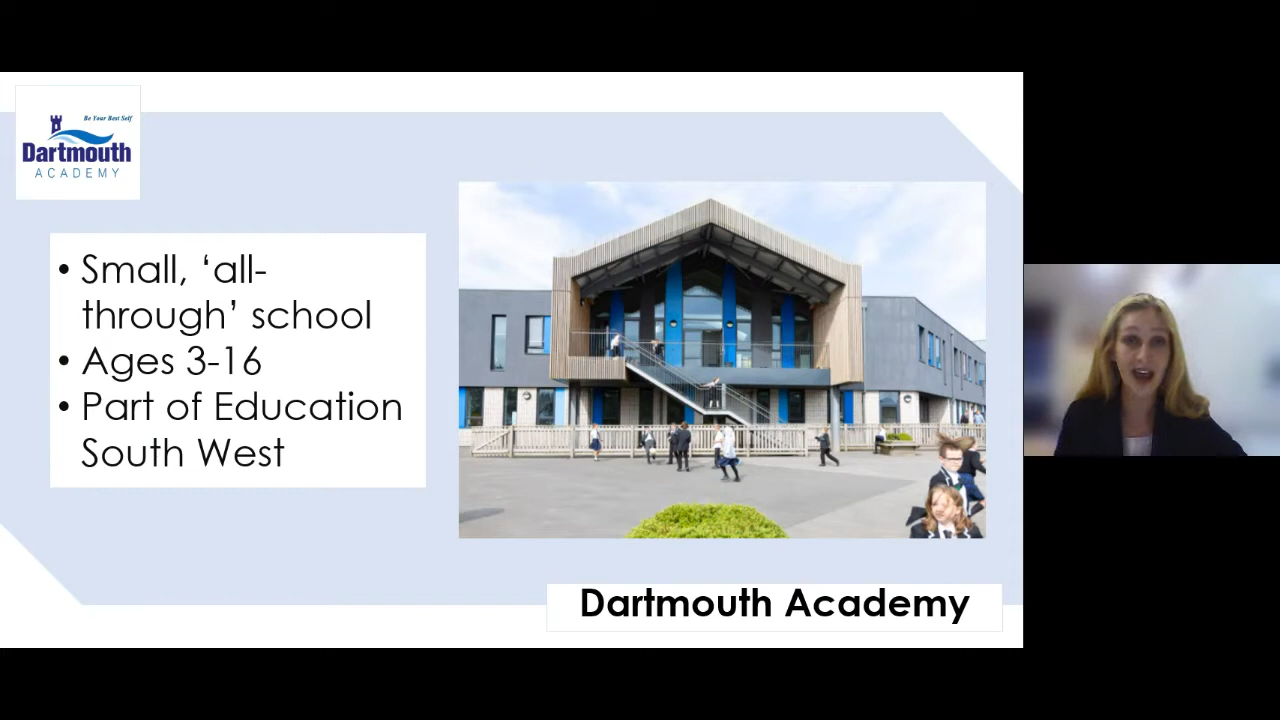 Be Your Best Self
Dartmouth
ACADEMY
• Small, ‘all-
through’ school
• Ages 3-16
• Part of Education
South West
Dartmouth Academy